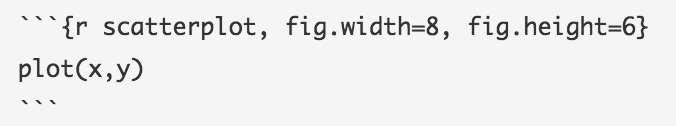 ```{r scatterplot, fig.width=8, fig.height=6}
plot(x,y)
```